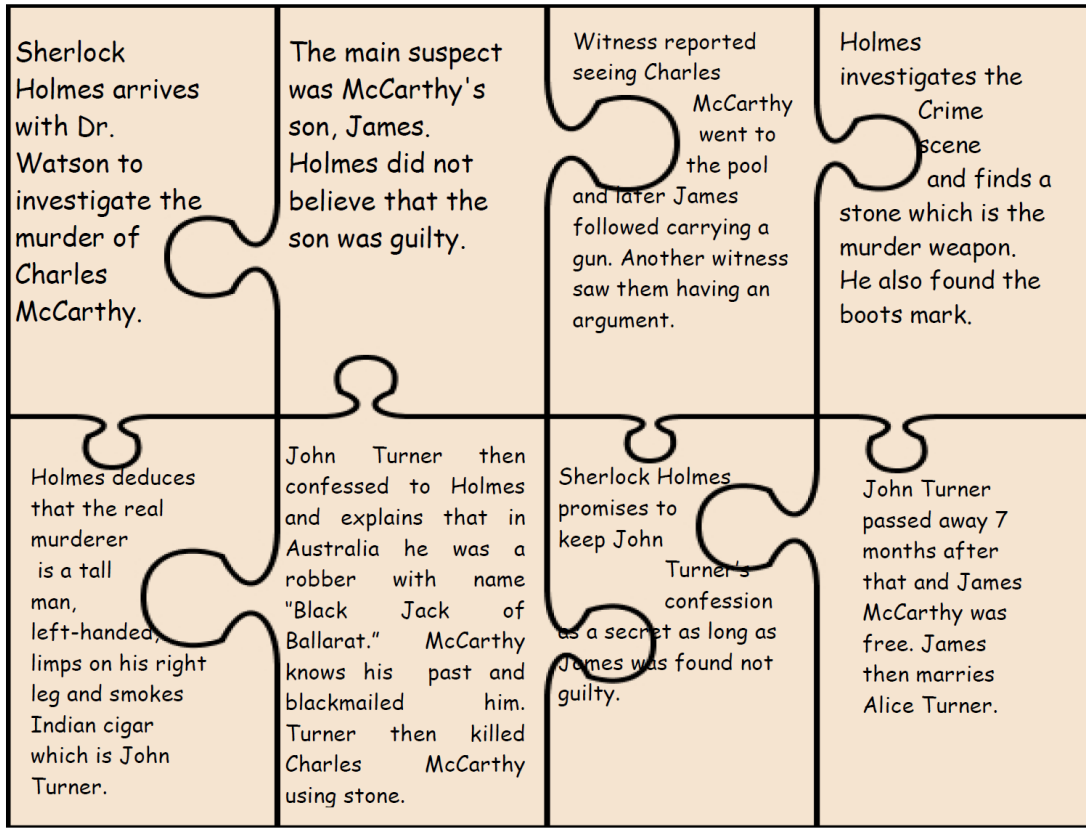 Sherlock
Holmes arrives
with Dr.
Watson to
investigate the
murder of
Charles
McCarthy.
The main suspect
was McCarthy's
son, James.
Holmes did not
believe that the
son was guilty.
Witness reported
seeing Charles
McCarthy
went to
the pool
and later James
followed carrying a
gun. Another witness
saw them having an
argument.
Holmes
investigates the
Crime
scene
and finds a
stone which is the
murder weapon.
He also found the
boots mark.
Holmes deduces
that the real
murderer
is a tall
man,
left-handed,
limps on his right
leg and smokes
Indian cigar
which is John
Turner.
John Turner then
confessed to Holmes
and explains that in
Australia he was a
robber with name
"Black Jack of
Ballarat.” McCarthy
knows his past and
blackmailed him.
Turner then killed
Charles McCarthy
using stone.
Sherlock Holmes
promises to
keep John
Turner's
confession
as a secret as long as
James was found not
guilty.
John Turner
passed away 7
months after
that and James
McCarthy was
free. James
then marries
Alice Turner.